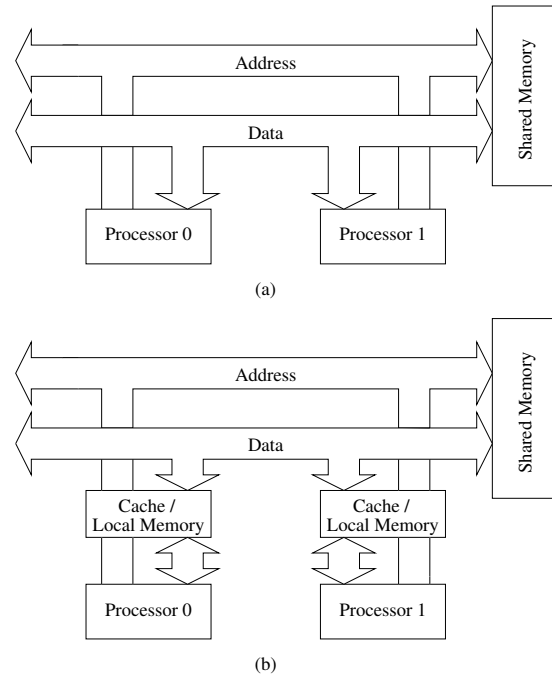 Address
Shared Memory
Data
Processor 0
Processor 1
(a)
Address
Shared Memory
Data
Cache /
Local Memory
Cache /
Local Memory
Processor 0
Processor 1
(b)